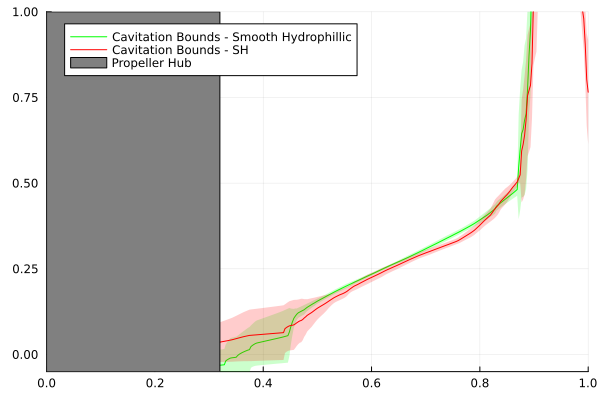 1.00
Cavitation Bounds - Smooth Hydrophillic
Cavitation Bounds - SH
Propeller Hub
0.75
0.50
0.25
0.00
0.0 0.2 0.4 0.6 0.8 1.0